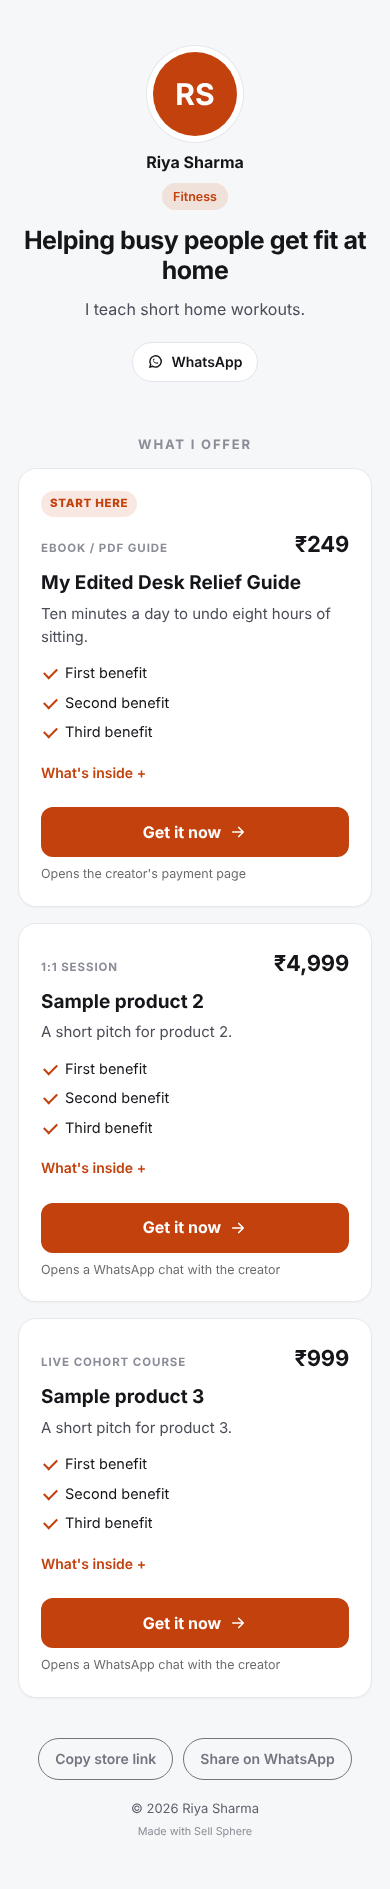 RS
Riya Sharma
Fitness
Helping busy people get fit at
home
I teach short home workouts.
WhatsApp
WHAT I OFFER
START HERE
EBOOK / PDF GUIDE
₹249
My Edited Desk Relief Guide
Ten minutes a day to undo eight hours of
sitting.
First benefit
Second benefit
Third benefit
What's inside +
Get it now →
Opens the creator's payment page
1:1 SESSION
₹4,999
Sample product 2
A short pitch for product 2.
First benefit
Second benefit
Third benefit
What's inside +
Get it now →
Opens a WhatsApp chat with the creator
LIVE COHORT COURSE
₹999
Sample product 3
A short pitch for product 3.
First benefit
Second benefit
Third benefit
What's inside +
Get it now →
Opens a WhatsApp chat with the creator
Copy store link
Share on WhatsApp
© 2026 Riya Sharma
Made with Sell Sphere